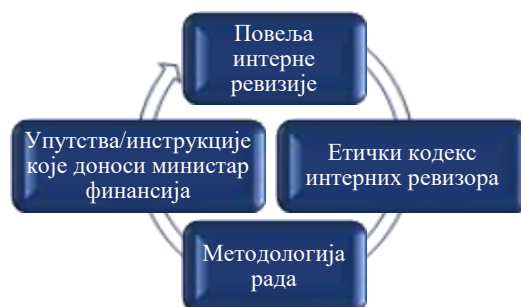 Повеља
интерне
ревизије
Упутства/инструкције
које доноси министар
финансија
Етички кодекс
интерних ревизора
Методологија
рада